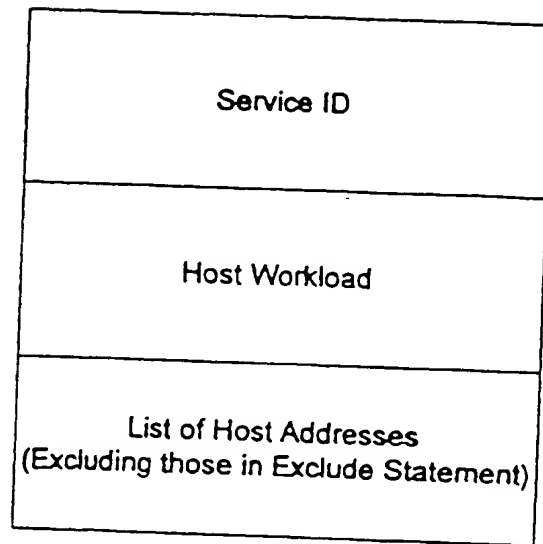 Service ID
Host Workload
List of Host Addresses
(Excluding those in Exclude Statement)